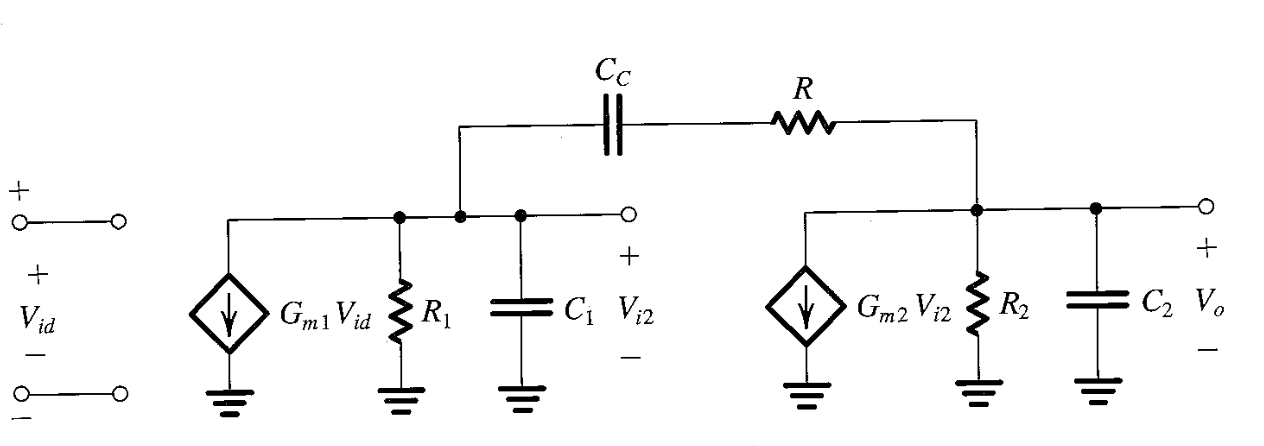 C_C
R
+
+
V_id
−
−
G_m1 V_id
R_1
C_1
+
V_i2
−
G_m2 V_i2
R_2
C_2
+
V_o
−